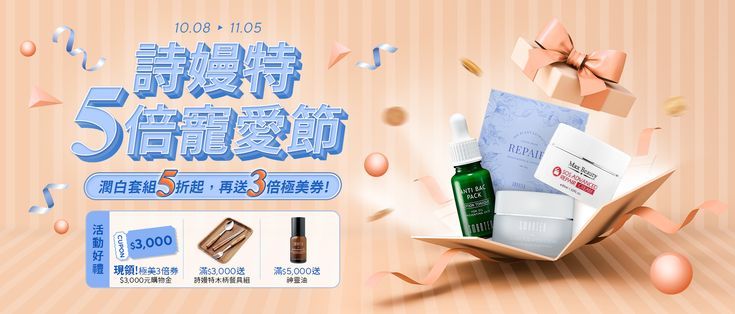 10.08 ▶ 11.05
詩嫚特
5倍寵愛節
潤白套組5折起，再送3倍極美券!
活動好禮
COUPON
$3,000
現領!極美3倍券
$3,000元購物金
滿$3,000送
詩嫚特木柄餐具組
滿$5,000送
神靈油
REPAIR
ANTI BAC
PACK
SMARTEN
Max Beauty
SOS ADVANCED
REPAIR